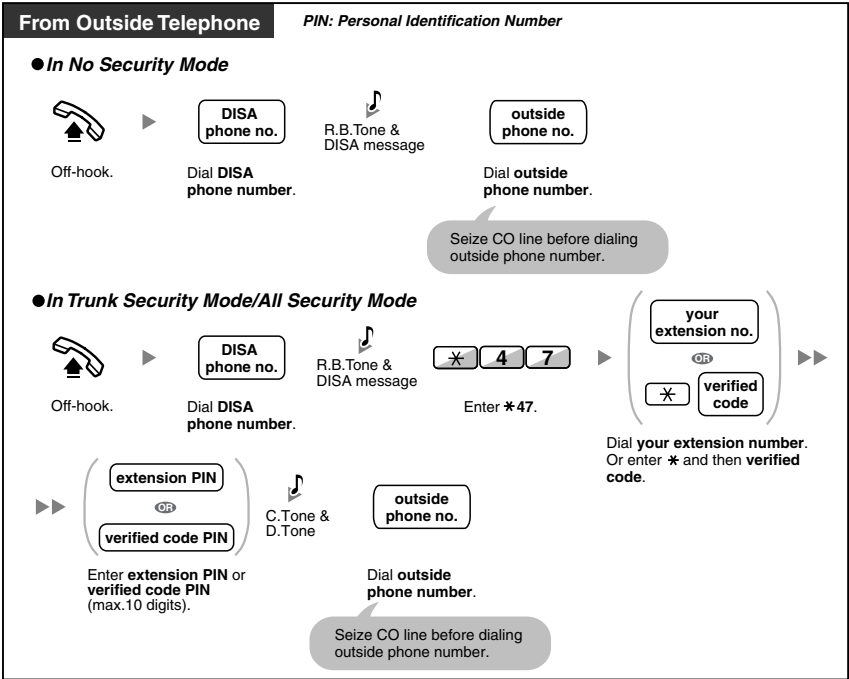 From Outside Telephone
PIN: Personal Identification Number
●In No Security Mode
DISA
phone no.
R.B.Tone &
DISA message
outside
phone no.
Off-hook.
Dial DISA
phone number.
Dial outside
phone number.
Seize CO line before dialing
outside phone number.
●In Trunk Security Mode/All Security Mode
DISA
phone no.
R.B.Tone &
DISA message
* 4 7
your
extension no.
OR
* verified
code
Off-hook.
Dial DISA
phone number.
Enter *47.
Dial your extension number.
Or enter * and then verified
code.
extension PIN
OR
verified code PIN
C.Tone &
D.Tone
outside
phone no.
Enter extension PIN or
verified code PIN
(max.10 digits).
Dial outside
phone number.
Seize CO line before dialing
outside phone number.